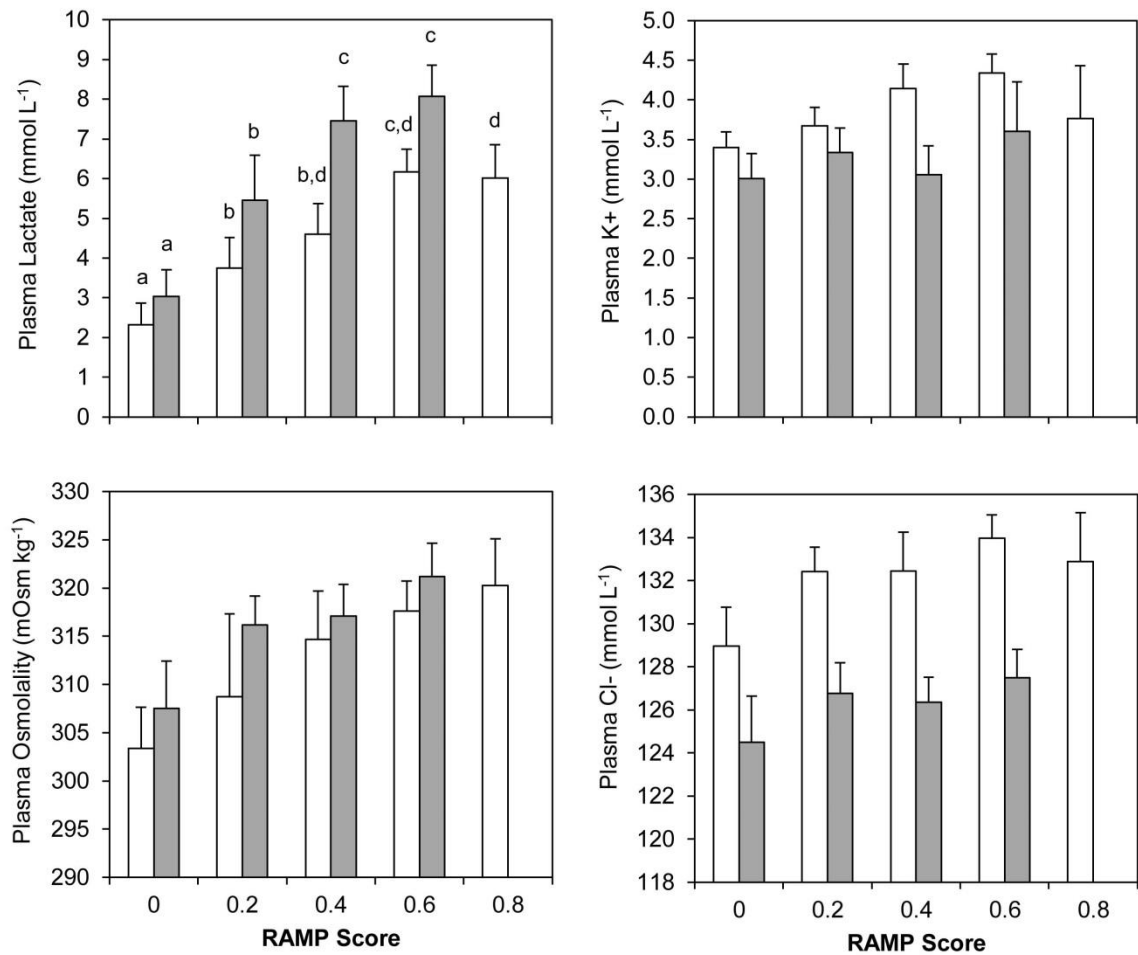 Plasma Lactate (mmol L⁻¹)
10
9
8
7
6
5
4
3
2
1
0
a
a
b
b
b,d
c
c,d
c
d
Plasma K+ (mmol L⁻¹)
5.0
4.5
4.0
3.5
3.0
2.5
2.0
1.5
1.0
0.5
0.0
Plasma Osmolality (mOsm kg⁻¹)
330
325
320
315
310
305
300
295
290
0 0.2 0.4 0.6 0.8
RAMP Score
Plasma Cl- (mmol L⁻¹)
136
134
132
130
128
126
124
122
120
118
0 0.2 0.4 0.6 0.8
RAMP Score